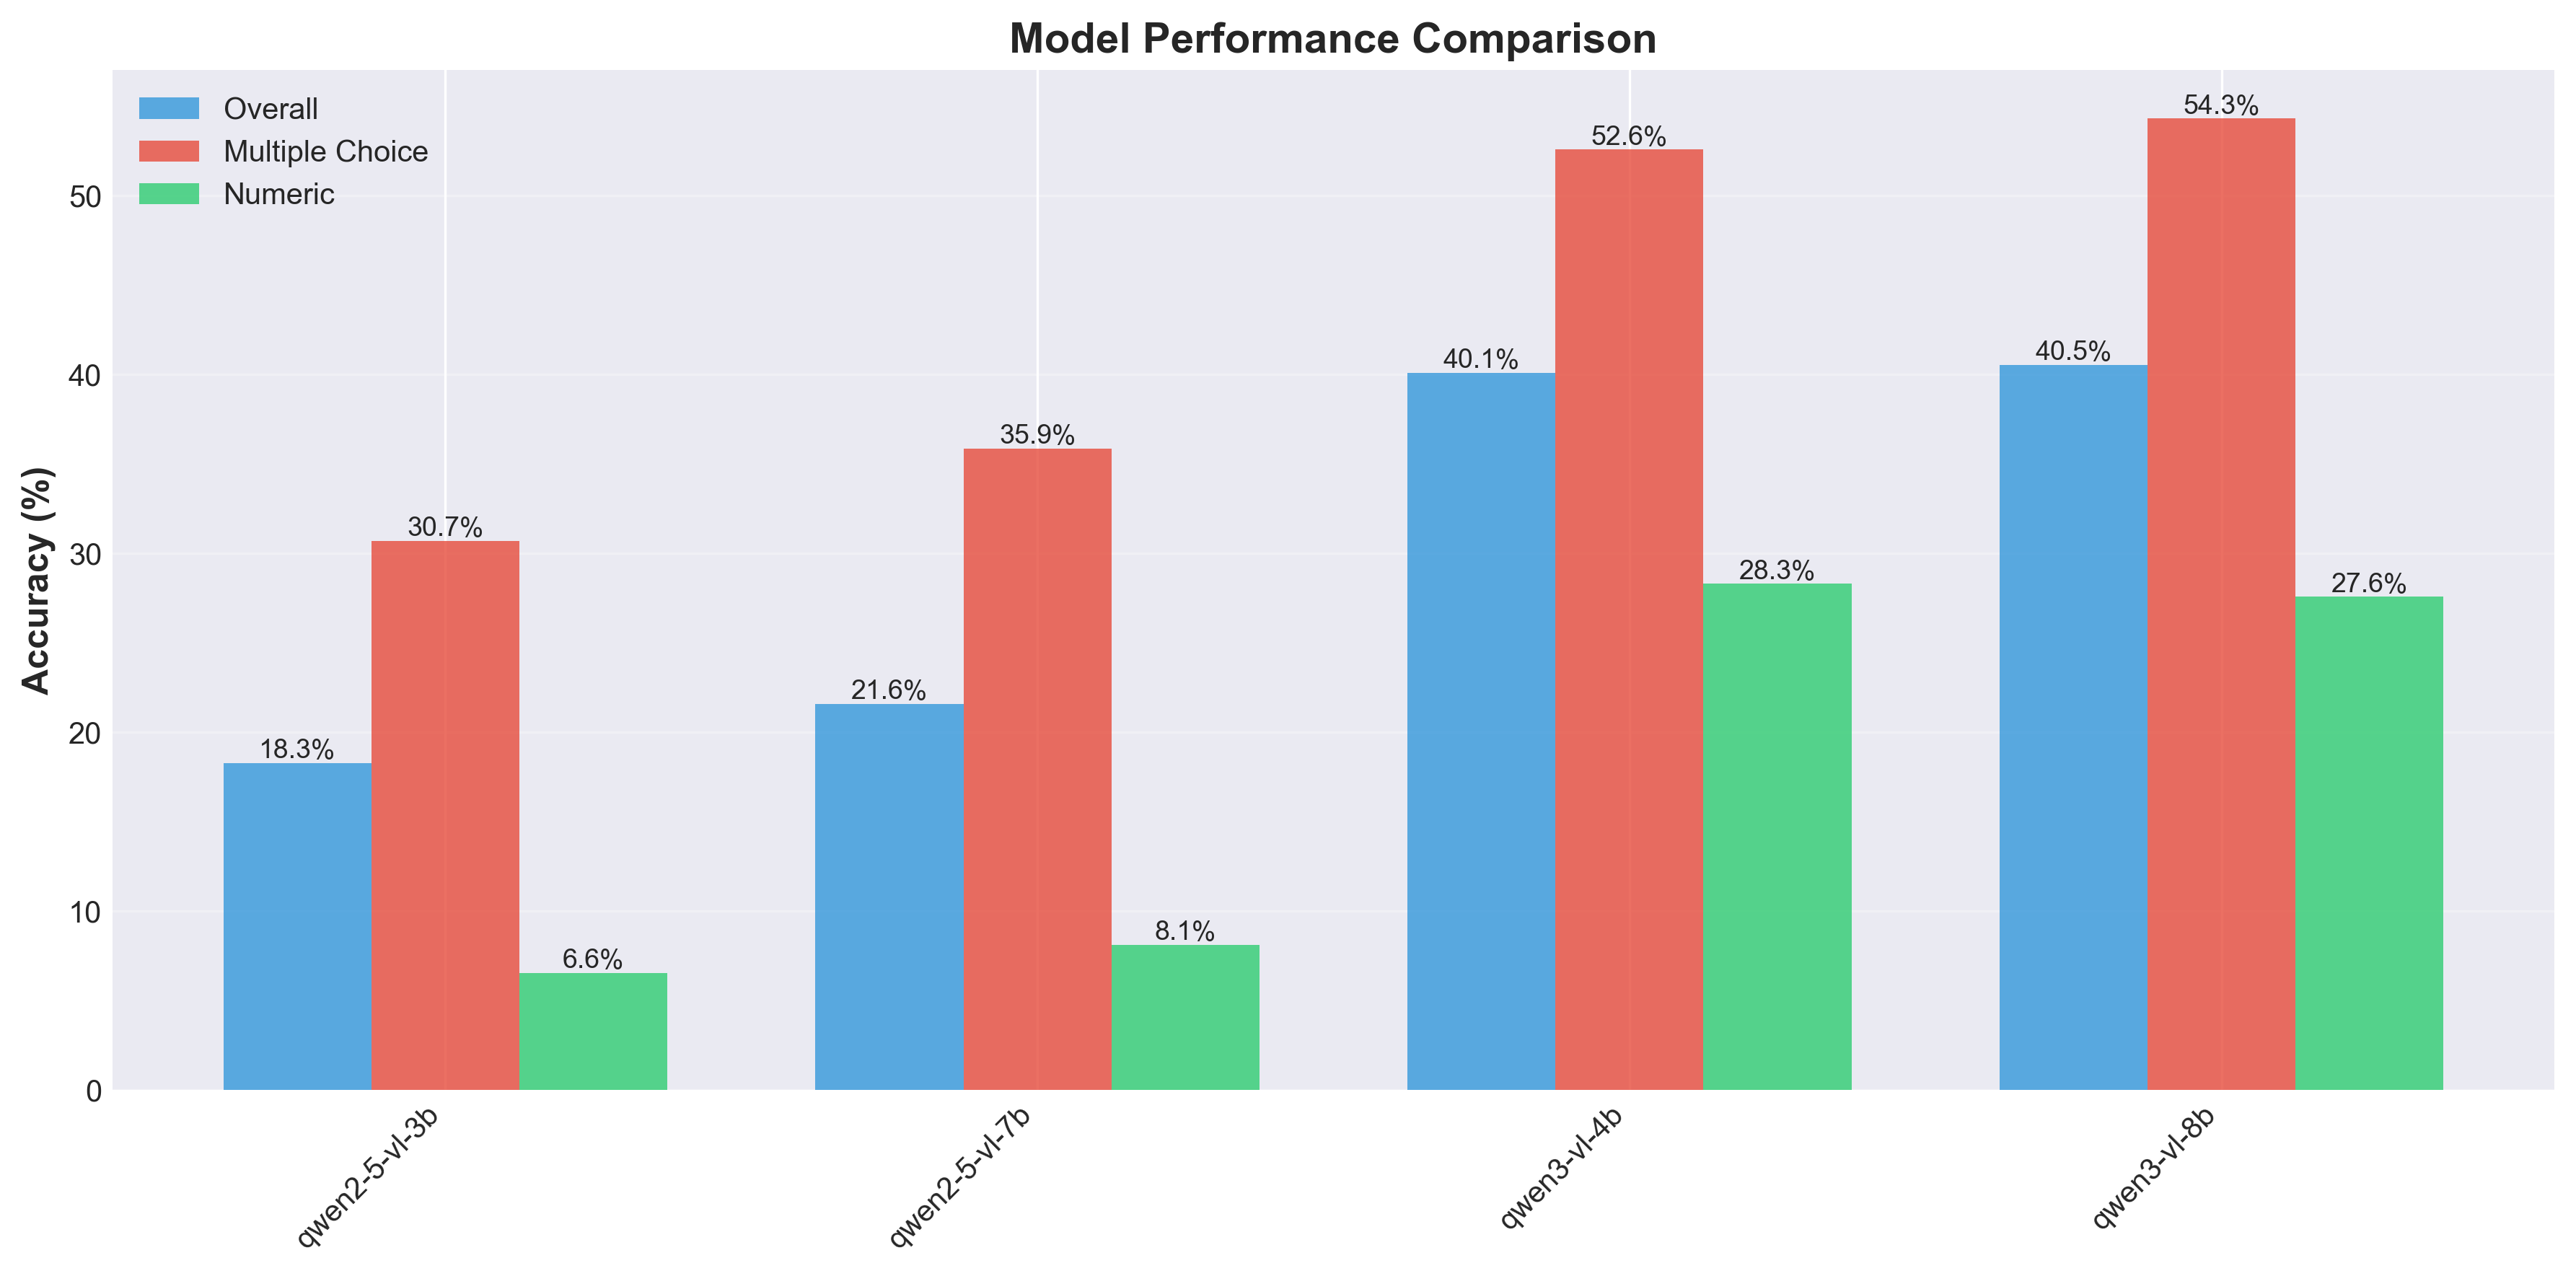 Model Performance Comparison
Overall
Multiple Choice
Numeric
Accuracy (%)
50
40
30
20
10
0
18.3%
30.7%
6.6%
21.6%
35.9%
8.1%
40.1%
52.6%
28.3%
40.5%
54.3%
27.6%
qwen2-5-vl-3b
qwen2-5-vl-7b
qwen3-vl-4b
qwen3-vl-8b